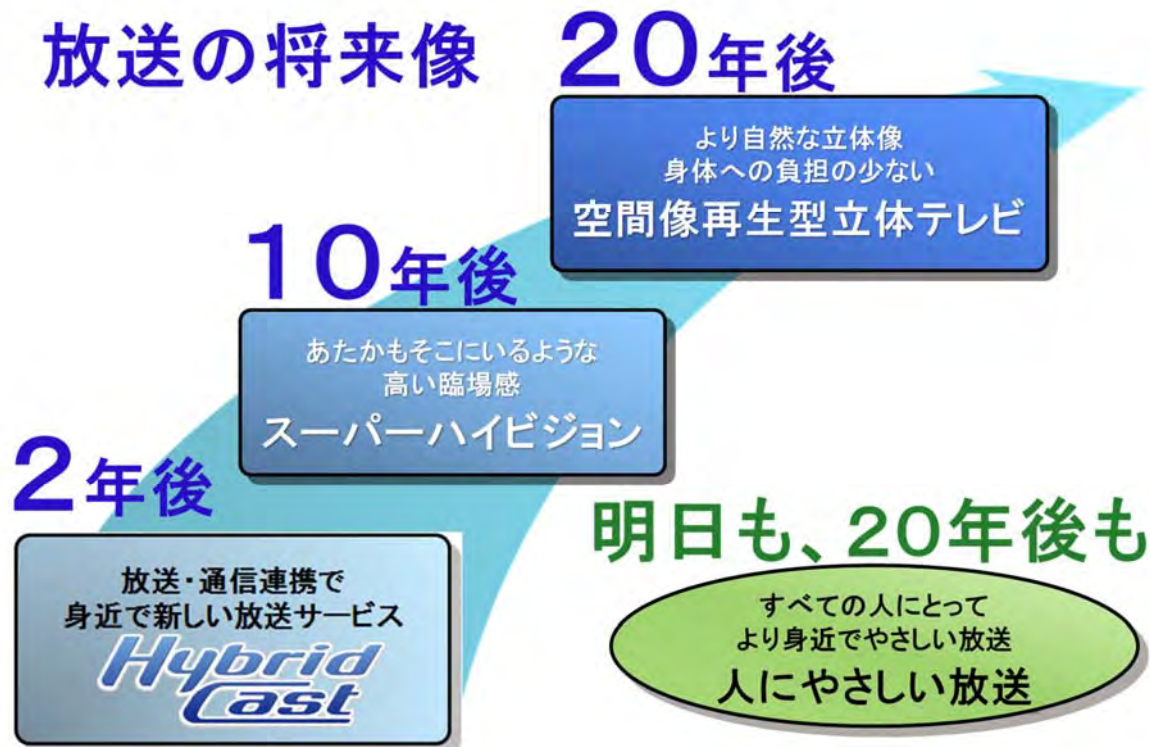 放送の将来像
20年後
より自然な立体像
身体への負担の少ない
空間像再生型立体テレビ
10年後
あたかもそこにいるような
高い臨場感
スーパーハイビジョン
2年後
放送・通信連携で
身近で新しい放送サービス
Hybrid
Cast
明日も、20年後も
すべての人にとって
より身近でやさしい放送
人にやさしい放送